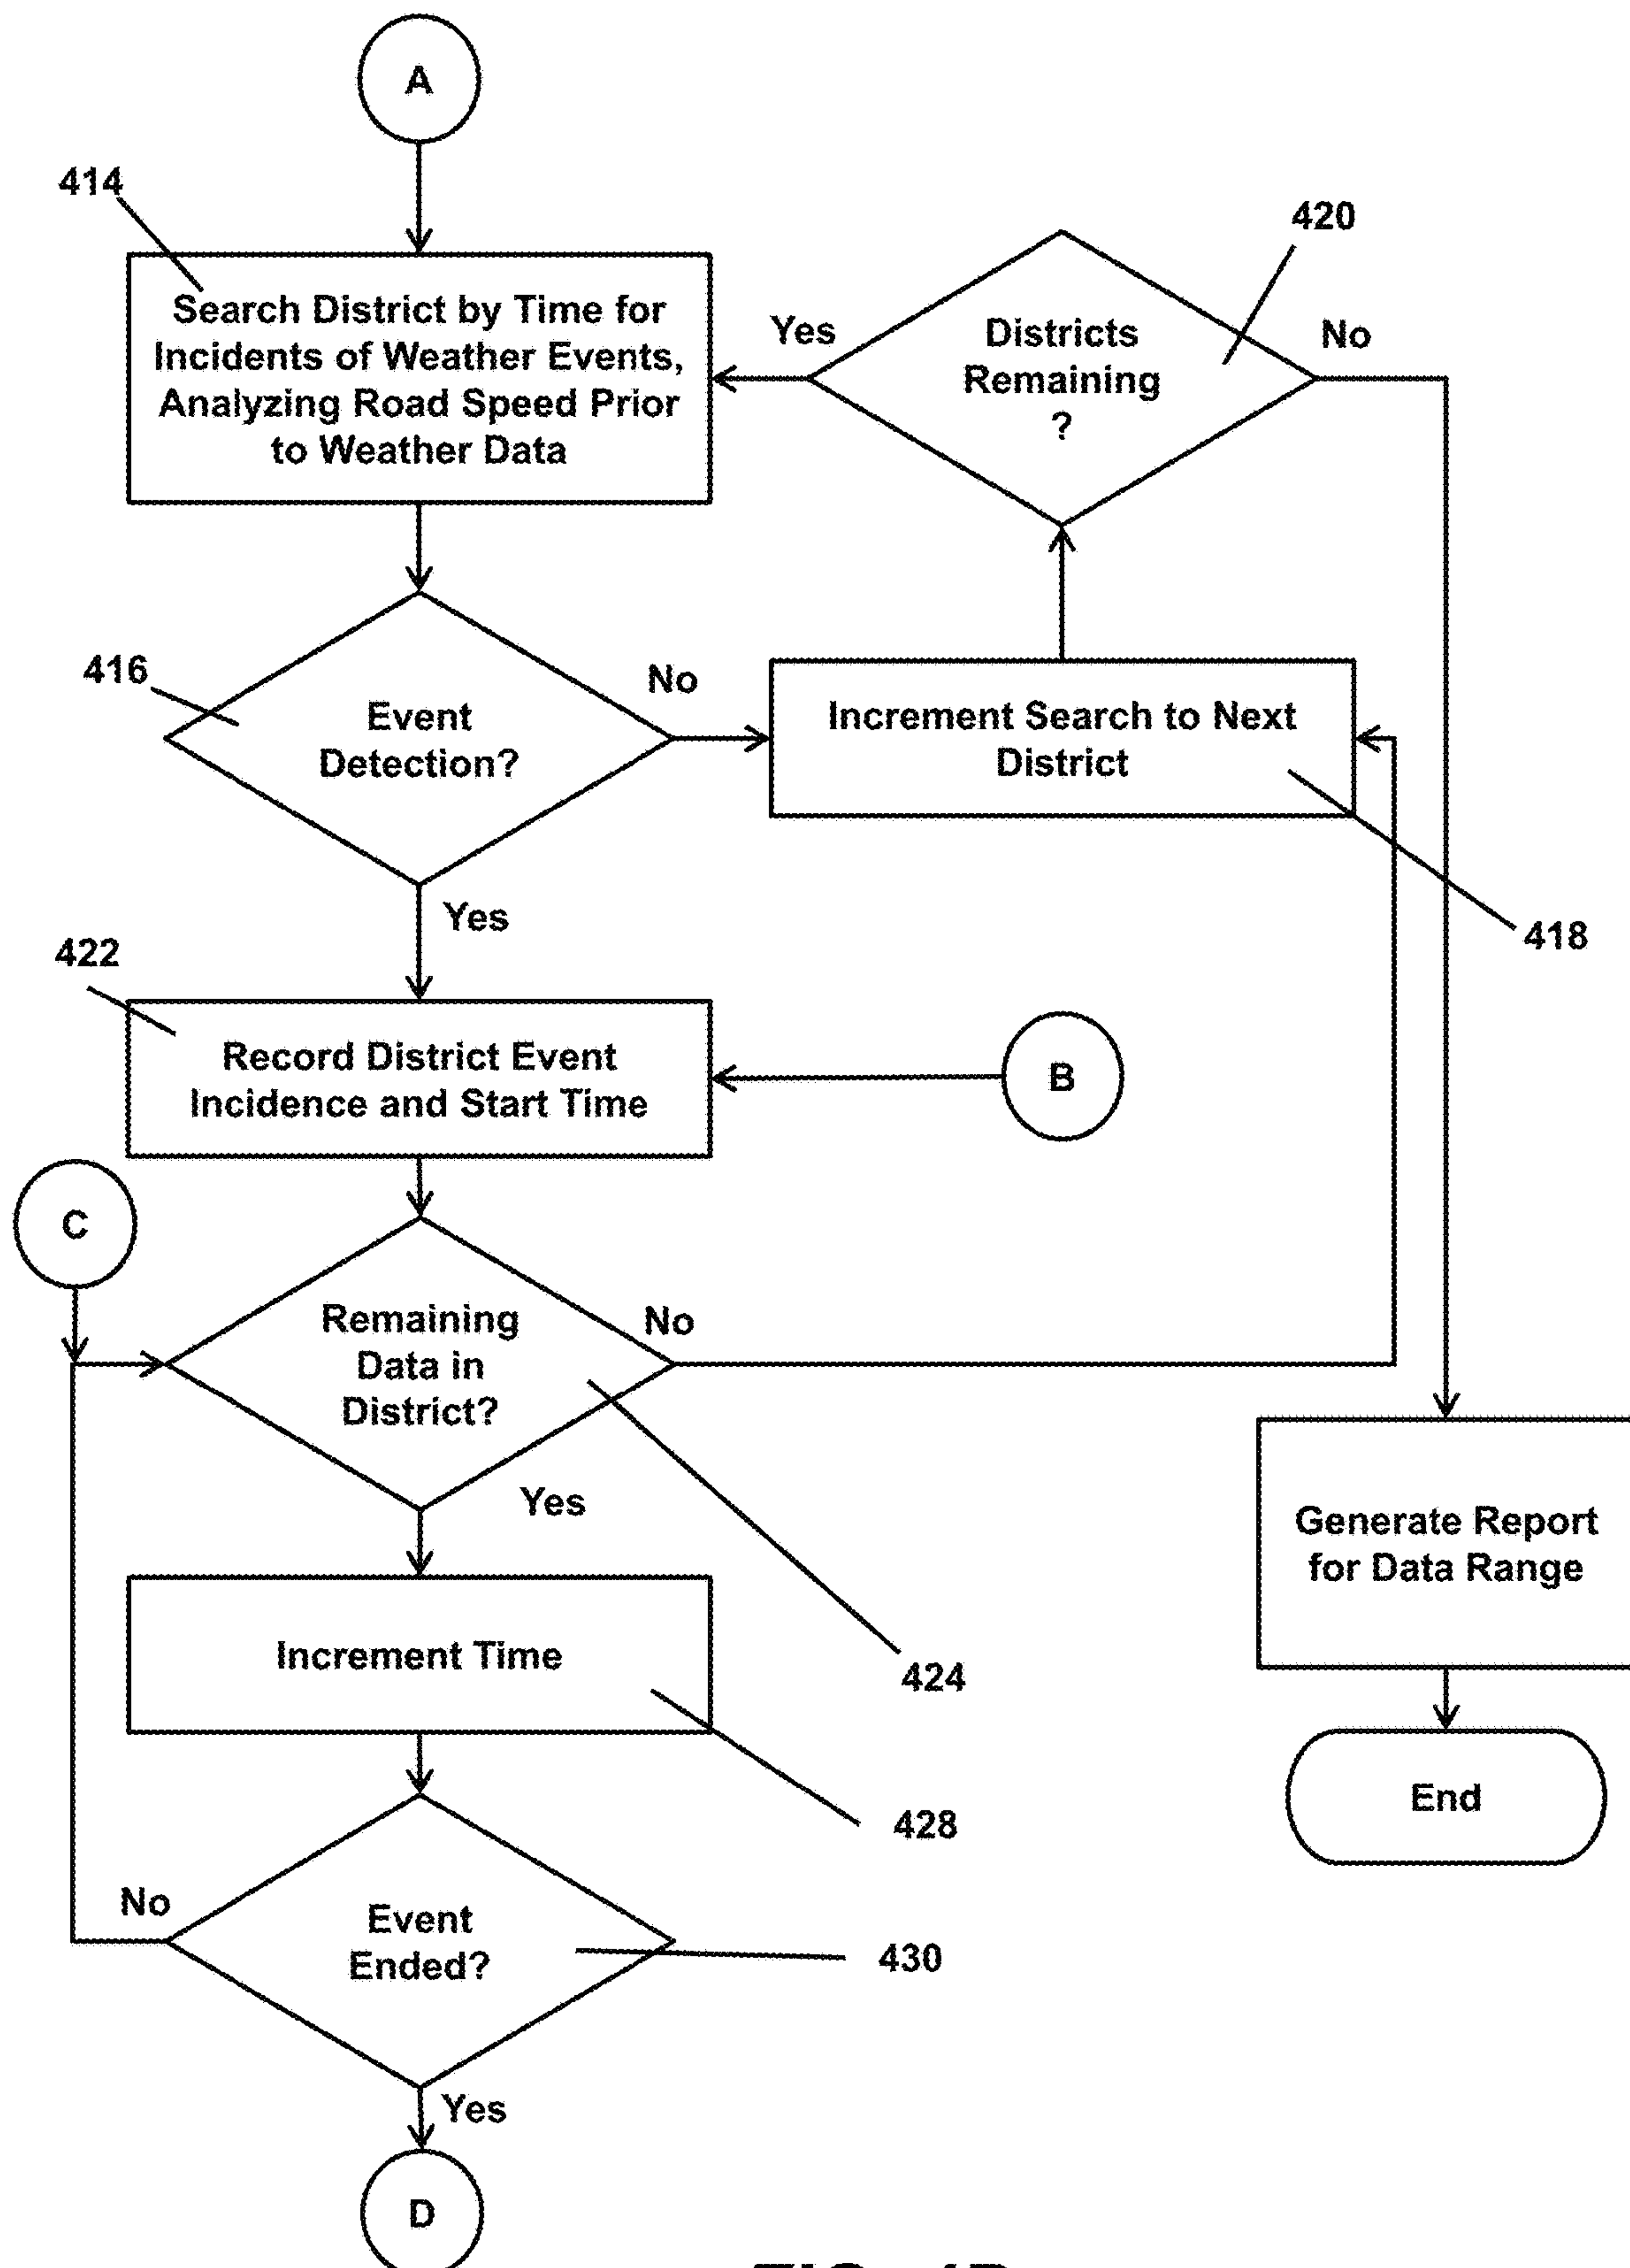 A
414
Search District by Time for
Incidents of Weather Events,
Analyzing Road Speed Prior
to Weather Data
420
Yes
Districts
Remaining
?
No
416
Event
Detection?
No
Increment Search to Next
District
418
Yes
422
Record District Event
Incidence and Start Time
B
C
Remaining
Data in
District?
No
Yes
Generate Report
for Data Range
Increment Time
424
428
End
No
Event
Ended?
430
Yes
D